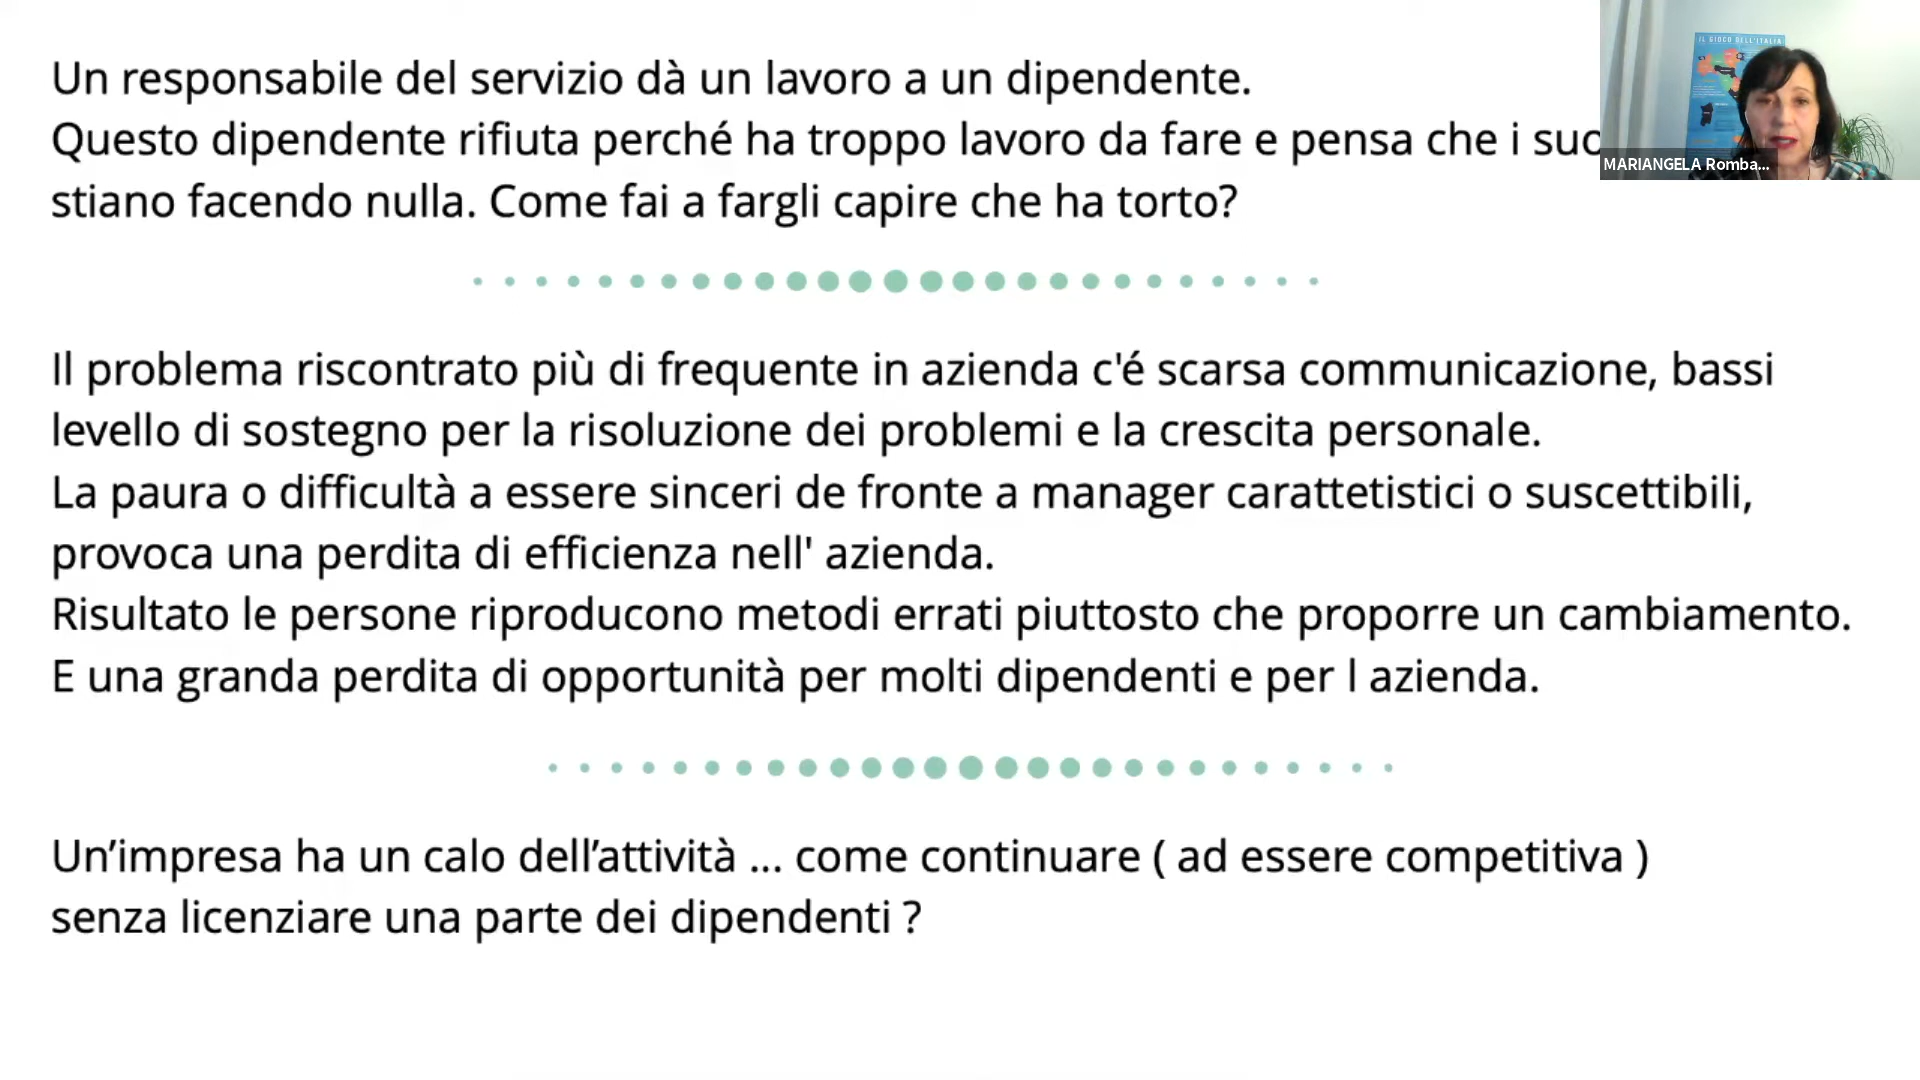 Un responsabile del servizio dà un lavoro a un dipendente.
Questo dipendente rifiuta perché ha troppo lavoro da fare e pensa che i
stiano facendo nulla. Come fai a fargli capire che ha torto?
Il problema riscontrato più di frequente in azienda c'é scarsa communicazione, bassi
levello di sostegno per la risoluzione dei problemi e la crescita personale.
La paura o difficultà a essere sinceri de fronte a manager carattetistici o suscettibili,
provoca una perdita di efficienza nell' azienda.
Risultato le persone riproducono metodi errati piuttosto che proporre un cambiamento.
E una granda perdita di opportunità per molti dipendenti e per l azienda.
Un’impresa ha un calo dell’attività ... come continuare ( ad essere competitiva )
senza licenziare una parte dei dipendenti ?
IL GIOCO DELL'ITALIA
MARIANGELA Romba...